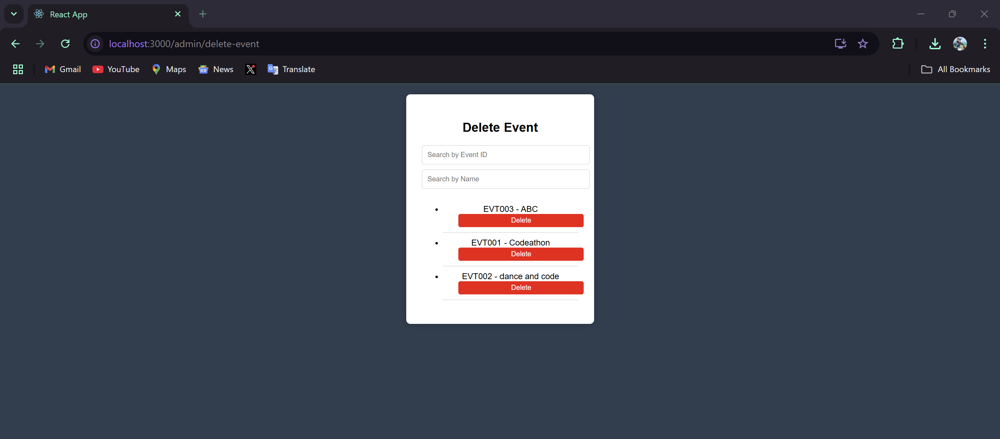 React App
localhost:3000/admin/delete-event
Gmail YouTube Maps GE News X G Translate All Bookmarks
Delete Event
Search by Event ID
Search by Name
• EVT003 - ABC
Delete
• EVT001 - Codeathon
Delete
• EVT002 - dance and code
Delete